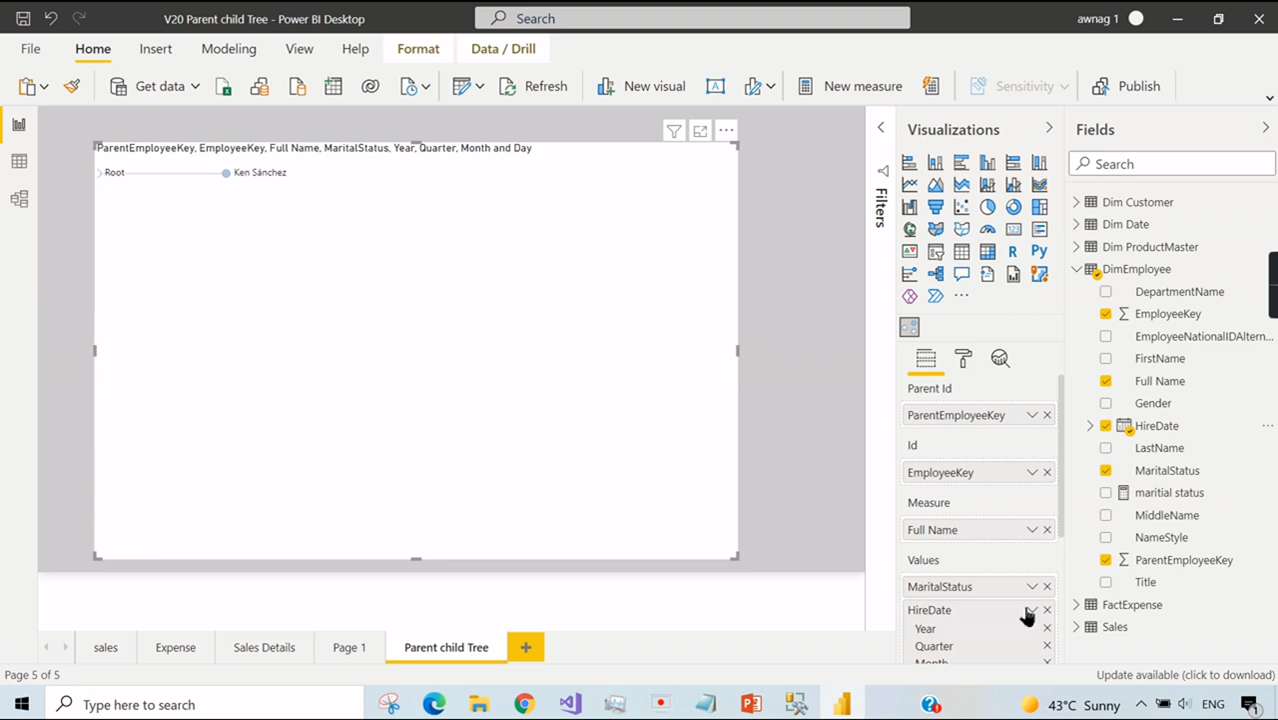 V20 Parent child Tree - Power BI Desktop
Search
awnag 1
File
Home
Insert
Modeling
View
Help
Format
Data / Drill
Get data
Refresh
New visual
New measure
Sensitivity
Publish
ParentEmployeeKey, EmployeeKey, Full Name, MaritalStatus, Year, Quarter, Month and Day
Root
Ken Sánchez
Filters
Visualizations
R
Py
Parent Id
ParentEmployeeKey
Id
EmployeeKey
Measure
Full Name
Values
MaritalStatus
HireDate
Year
Quarter
Month
Fields
Search
Dim Customer
Dim Date
Dim ProductMaster
DimEmployee
DepartmentName
EmployeeKey
EmployeeNationalIDAltern...
FirstName
Full Name
Gender
HireDate
LastName
MaritalStatus
maritial status
MiddleName
NameStyle
ParentEmployeeKey
Title
FactExpense
Sales
sales
Expense
Sales Details
Page 1
Parent child Tree
Page 5 of 5
Update available (click to download)
Type here to search
43°C Sunny
ENG
1